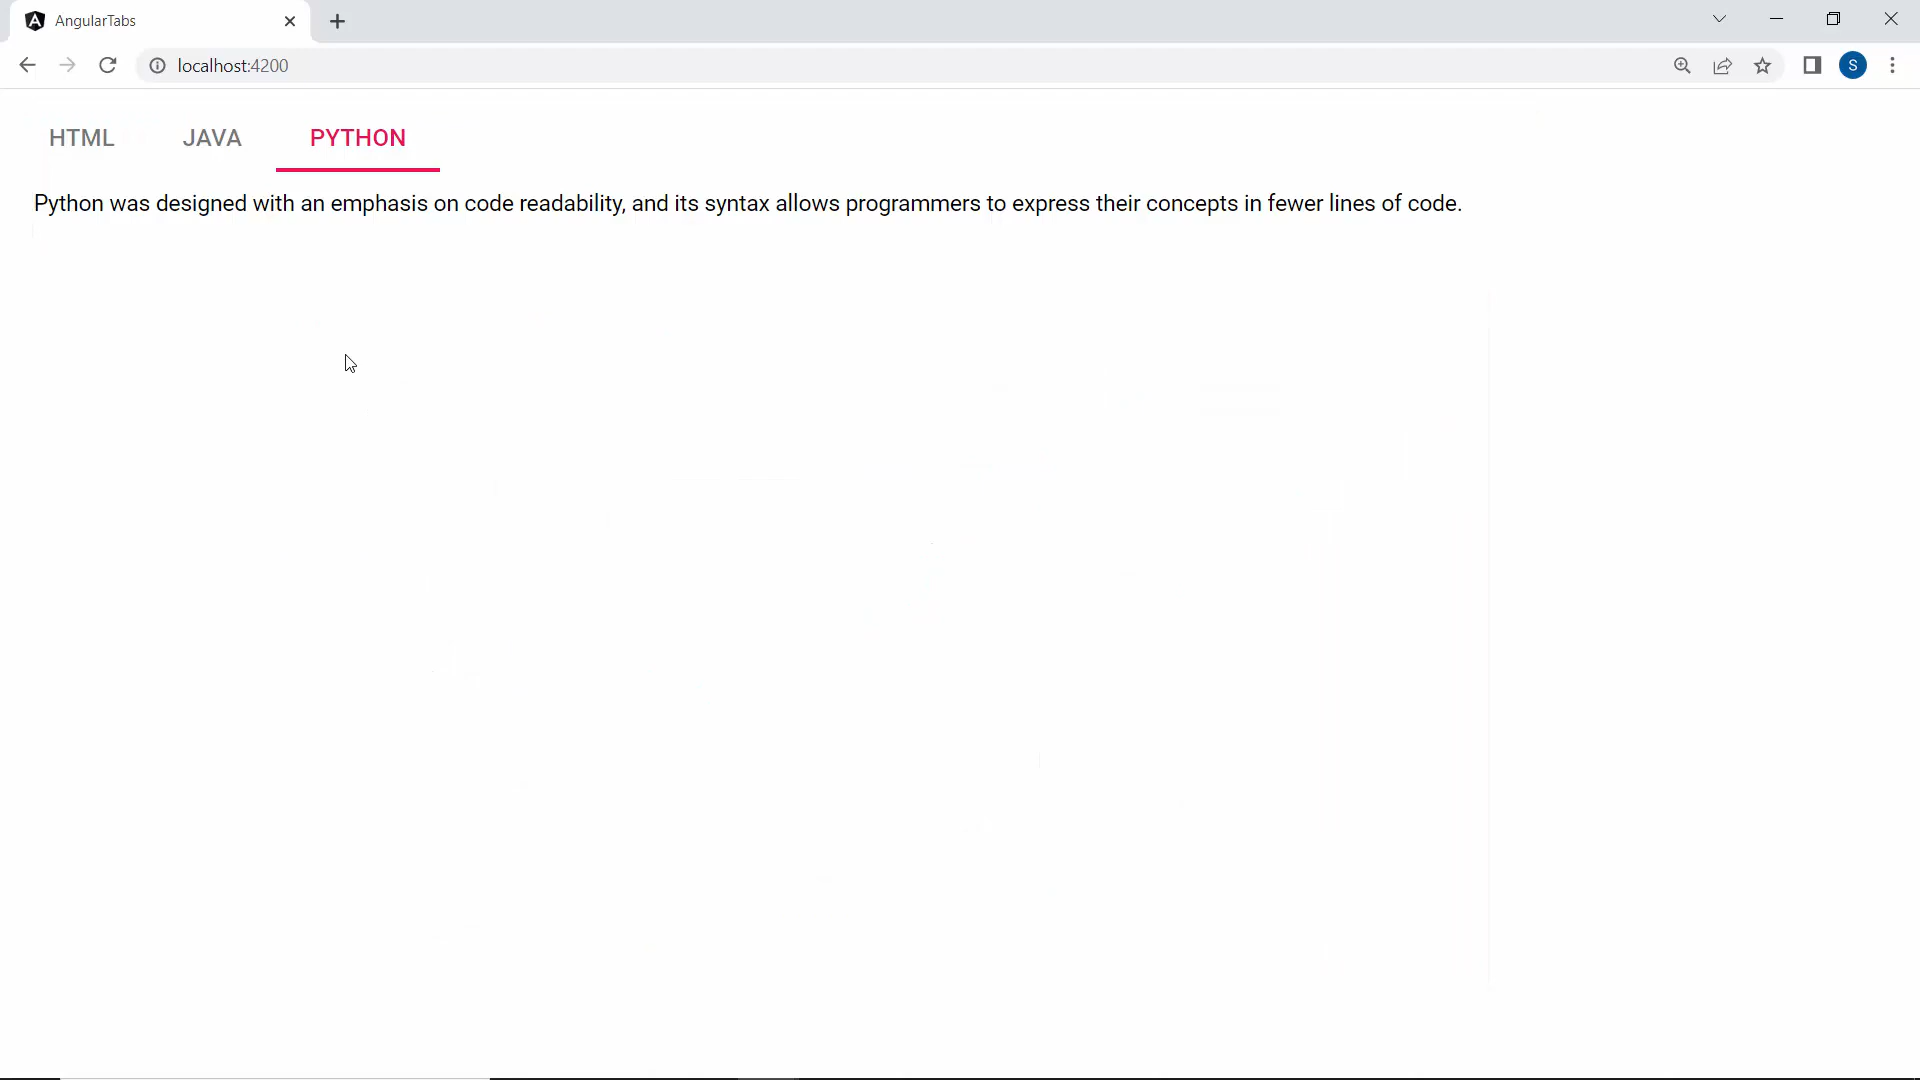 AngularTabs
localhost:4200
S
HTML JAVA PYTHON
Python was designed with an emphasis on code readability, and its syntax allows programmers to express their concepts in fewer lines of code.